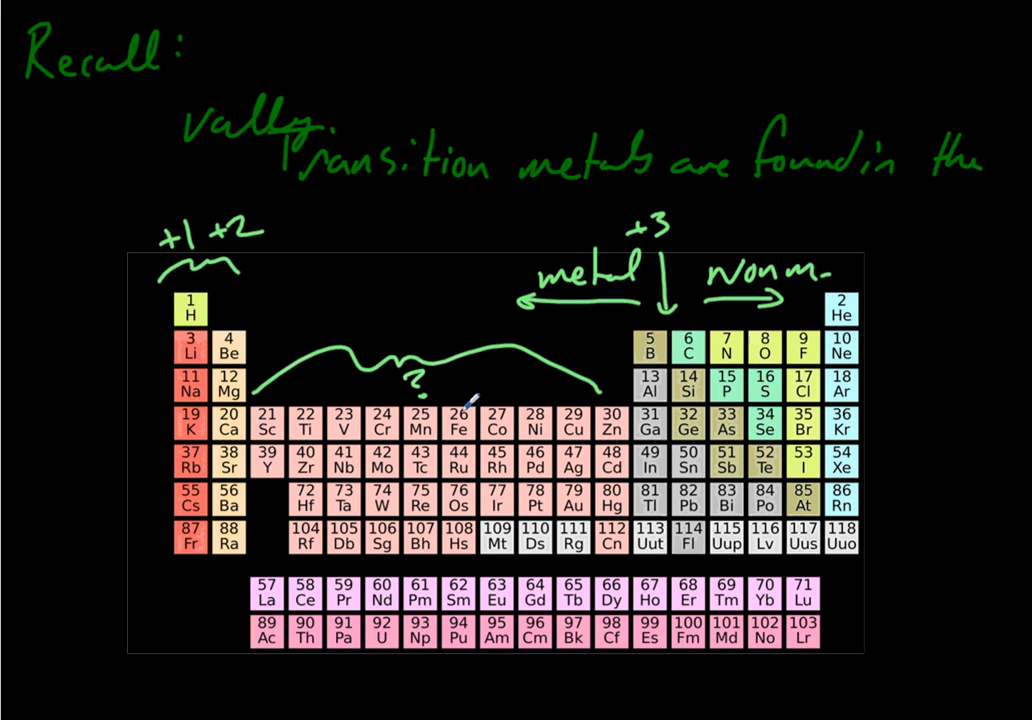 Recall:
vally.
Transition metals are found in the
+1 +2
+3
metal
Non m.
?
1 2
H He
3 4 5 6 7 8 9 10
Li Be B C N O F Ne
11 12 13 14 15 16 17 18
Na Mg Al Si P S Cl Ar
19 20 21 22 23 24 25 26 27 28 29 30 31 32 33 34 35 36
K Ca Sc Ti V Cr Mn Fe Co Ni Cu Zn Ga Ge As Se Br Kr
37 38 39 40 41 42 43 44 45 46 47 48 49 50 51 52 53 54
Rb Sr Y Zr Nb Mo Tc Ru Rh Pd Ag Cd In Sn Sb Te I Xe
55 56 72 73 74 75 76 77 78 79 80 81 82 83 84 85 86
Cs Ba Hf Ta W Re Os Ir Pt Au Hg Tl Pb Bi Po At Rn
87 88 104 105 106 107 108 109 110 111 112 113 114 115 116 117 118
Fr Ra Rf Db Sg Bh Hs Mt Ds Rg Cn Uut Fl Uup Lv Uus Uuo
57 58 59 60 61 62 63 64 65 66 67 68 69 70 71
La Ce Pr Nd Pm Sm Eu Gd Tb Dy Ho Er Tm Yb Lu
89 90 91 92 93 94 95 96 97 98 99 100 101 102 103
Ac Th Pa U Np Pu Am Cm Bk Cf Es Fm Md No Lr